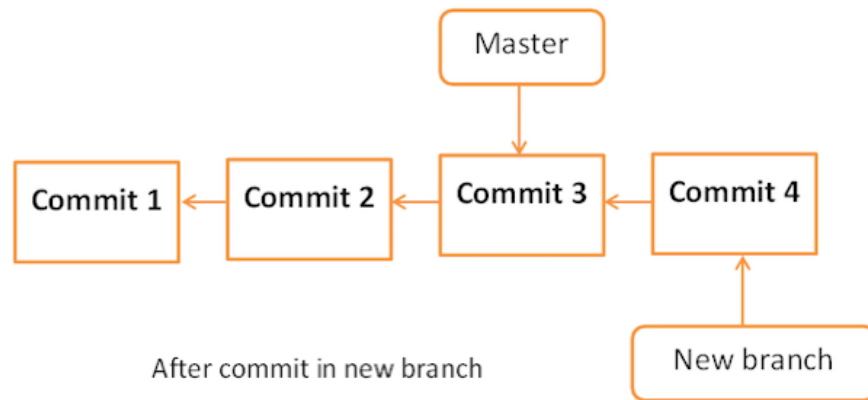 Master
Commit 1
Commit 2
Commit 3
Commit 4
After commit in new branch
New branch